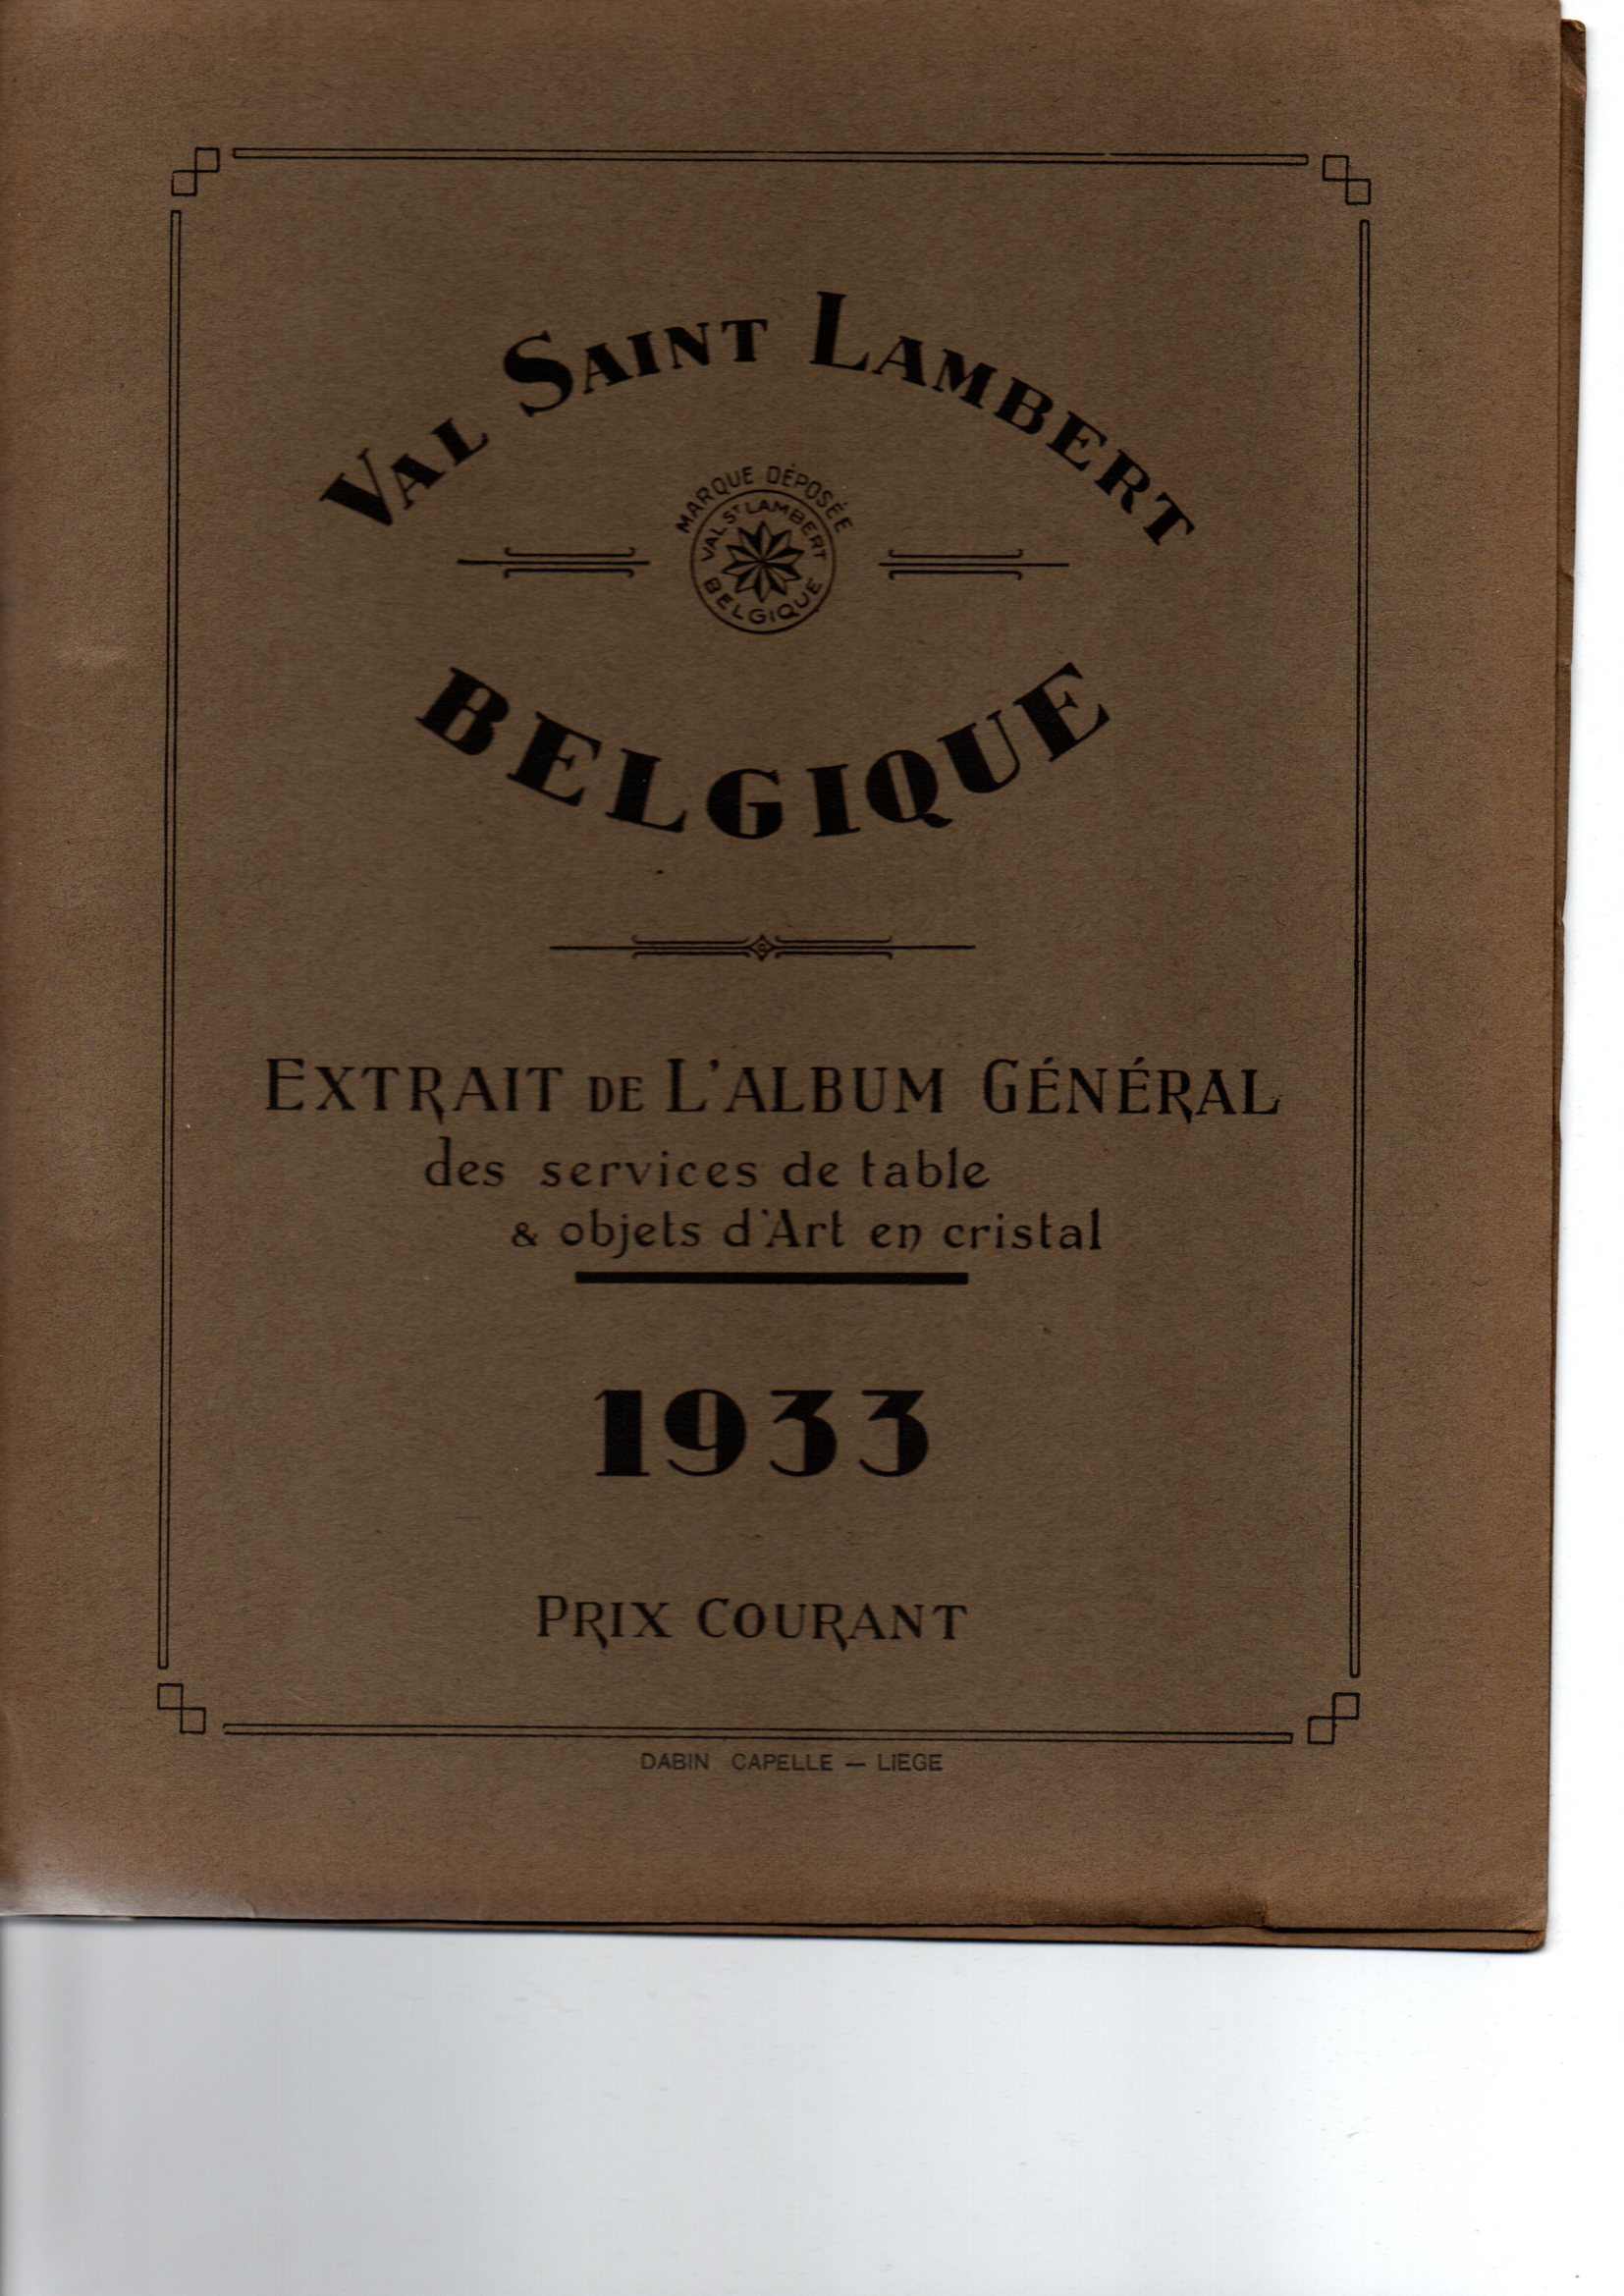 VAL SAINT LAMBERT
MARQUE DÉPOSÉE
VAL ST LAMBERT
BELGIQUE
BELGIQUE
EXTRAIT DE L'ALBUM GÉNÉRAL
des services de table
& objets d'Art en cristal
1933
PRIX COURANT
DABIN CAPELLE — LIEGE